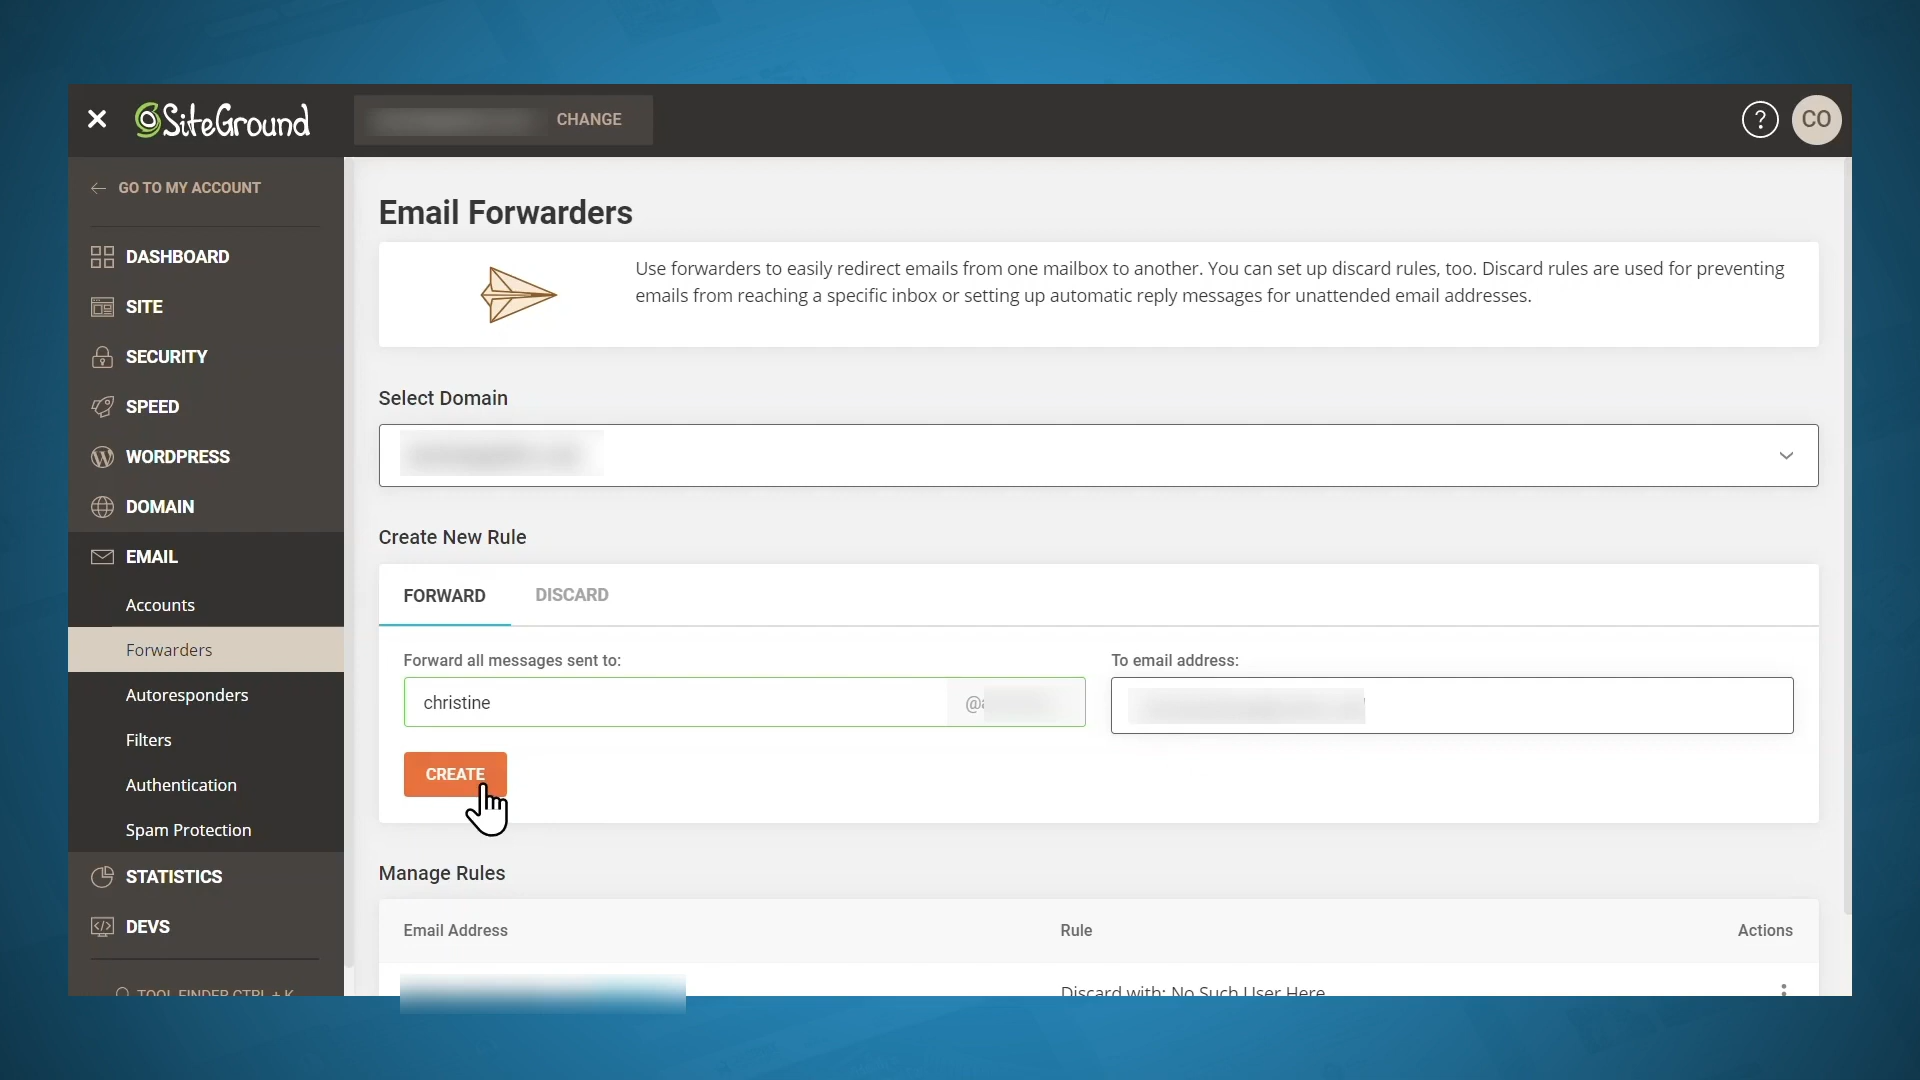 SiteGround
CHANGE
?
CO
GO TO MY ACCOUNT
DASHBOARD
SITE
SECURITY
SPEED
WORDPRESS
DOMAIN
EMAIL
Accounts
Forwarders
Autoresponders
Filters
Authentication
Spam Protection
STATISTICS
DEVS
TOOL FINDER CTRL + K
Email Forwarders
Use forwarders to easily redirect emails from one mailbox to another. You can set up discard rules, too. Discard rules are used for preventing
emails from reaching a specific inbox or setting up automatic reply messages for unattended email addresses.
Select Domain
Create New Rule
FORWARD DISCARD
Forward all messages sent to:
christine @
To email address:
CREATE
Manage Rules
Email Address Rule Actions
Discard with: No Such User Here